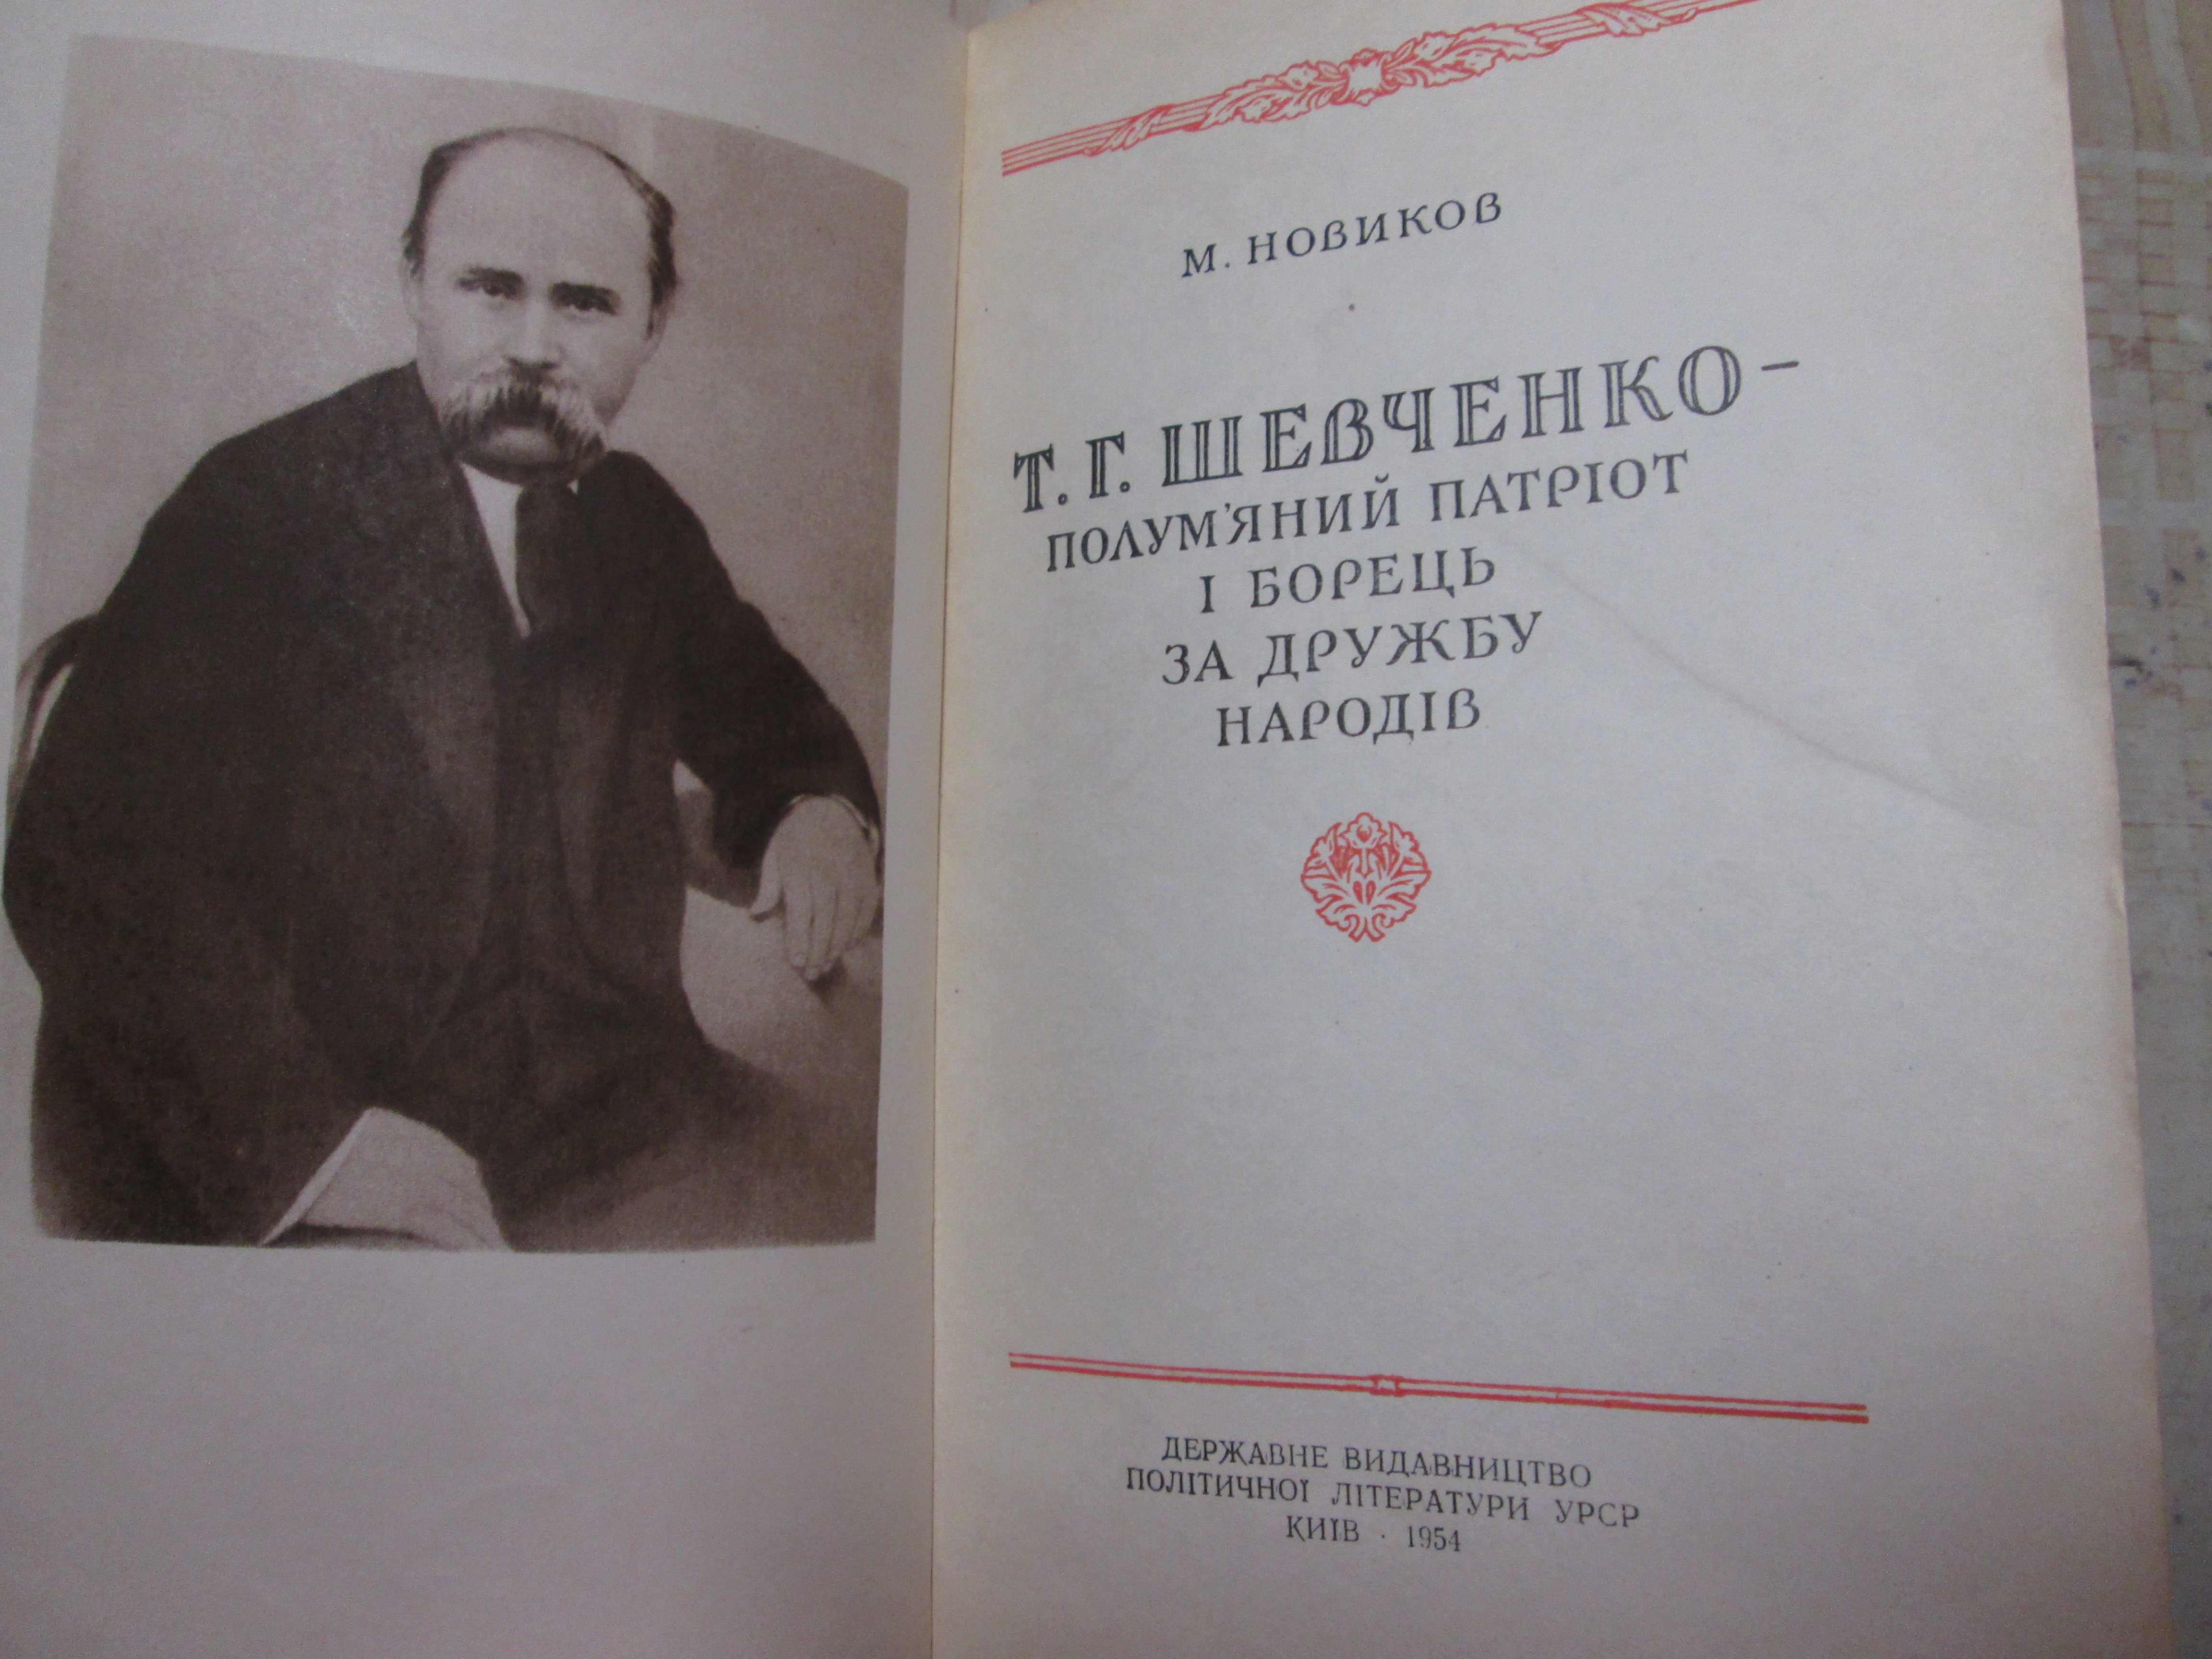 М. НОВИКОВ
Т. Г. ШЕВЧЕНКО –
ПОЛУМ'ЯНИЙ ПАТРІОТ
І БОРЕЦЬ
ЗА ДРУЖБУ
НАРОДІВ
ДЕРЖАВНЕ ВИДАВНИЦТВО
ПОЛІТИЧНОЇ ЛІТЕРАТУРИ УРСР
КИЇВ · 1954